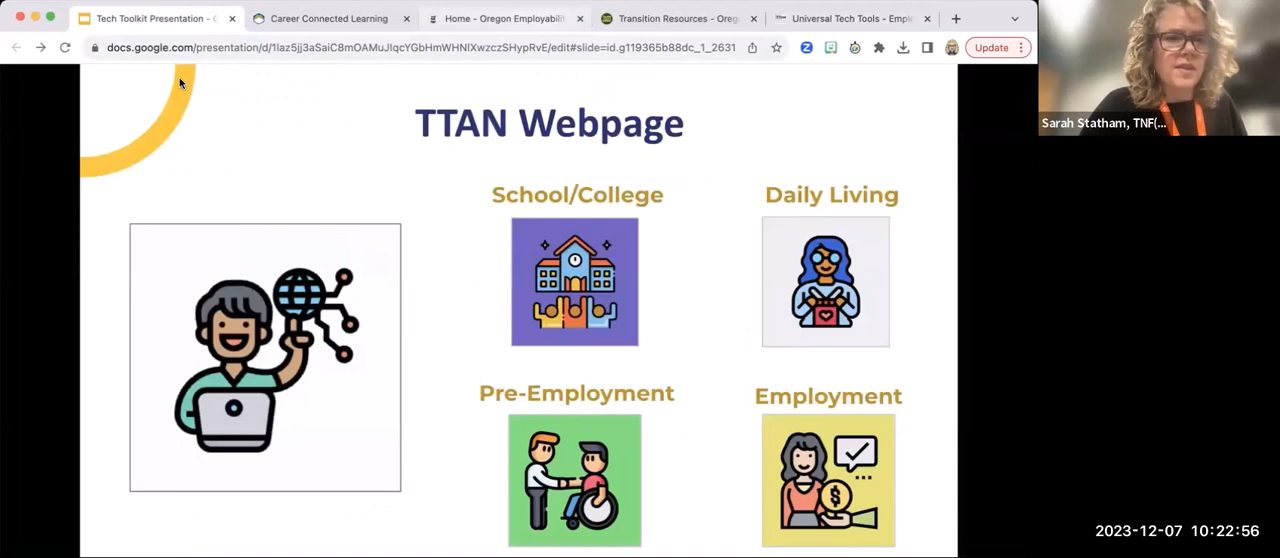 Tech Toolkit Presentation -
Career Connected Learning
Home - Oregon Employabilit
Transition Resources - Oreg
Universal Tech Tools - Emple
docs.google.com/presentation/d/1laz5jj3aSaiC8mOAMuJlqcYGbHmWHNIXwzczSHypRvE/edit#slide=id.g119365b88dc_1_2631
Update
Sarah Statham, TNF(...
TTAN Webpage
School/College
Daily Living
Pre-Employment
Employment
2023-12-07 10:22:56